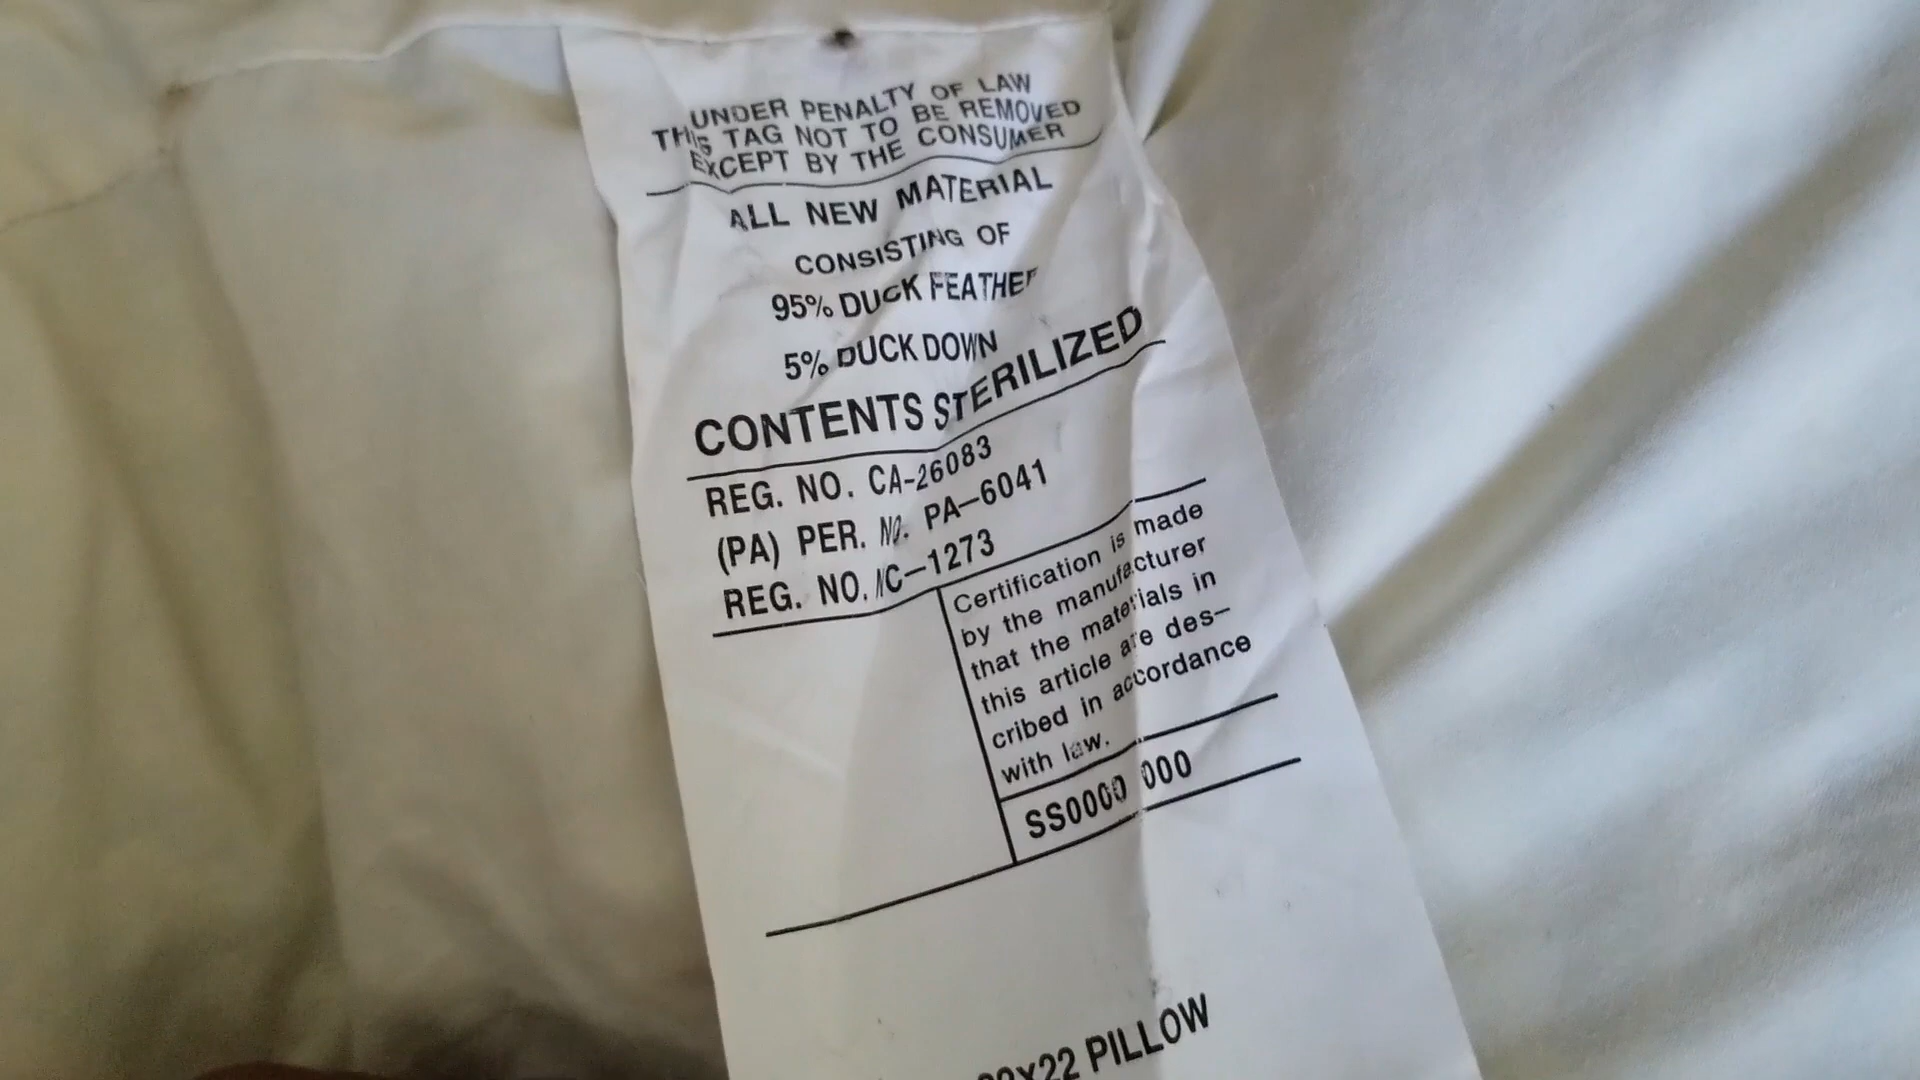 UNDER PENALTY OF LAW
THIS TAG NOT TO BE REMOVED
EXCEPT BY THE CONSUMER
ALL NEW MATERIAL
CONSISTING OF
95% DUCK FEATHER
5% DUCK DOWN
CONTENTS STERILIZED
REG. NO. CA-26083
(PA) PER. NO. PA-6041
REG. NO. NC-1273
Certification is made
by the manufacturer
that the materials in
this article are des-
cribed in accordance
with law.
SS0000 000
PILLOW